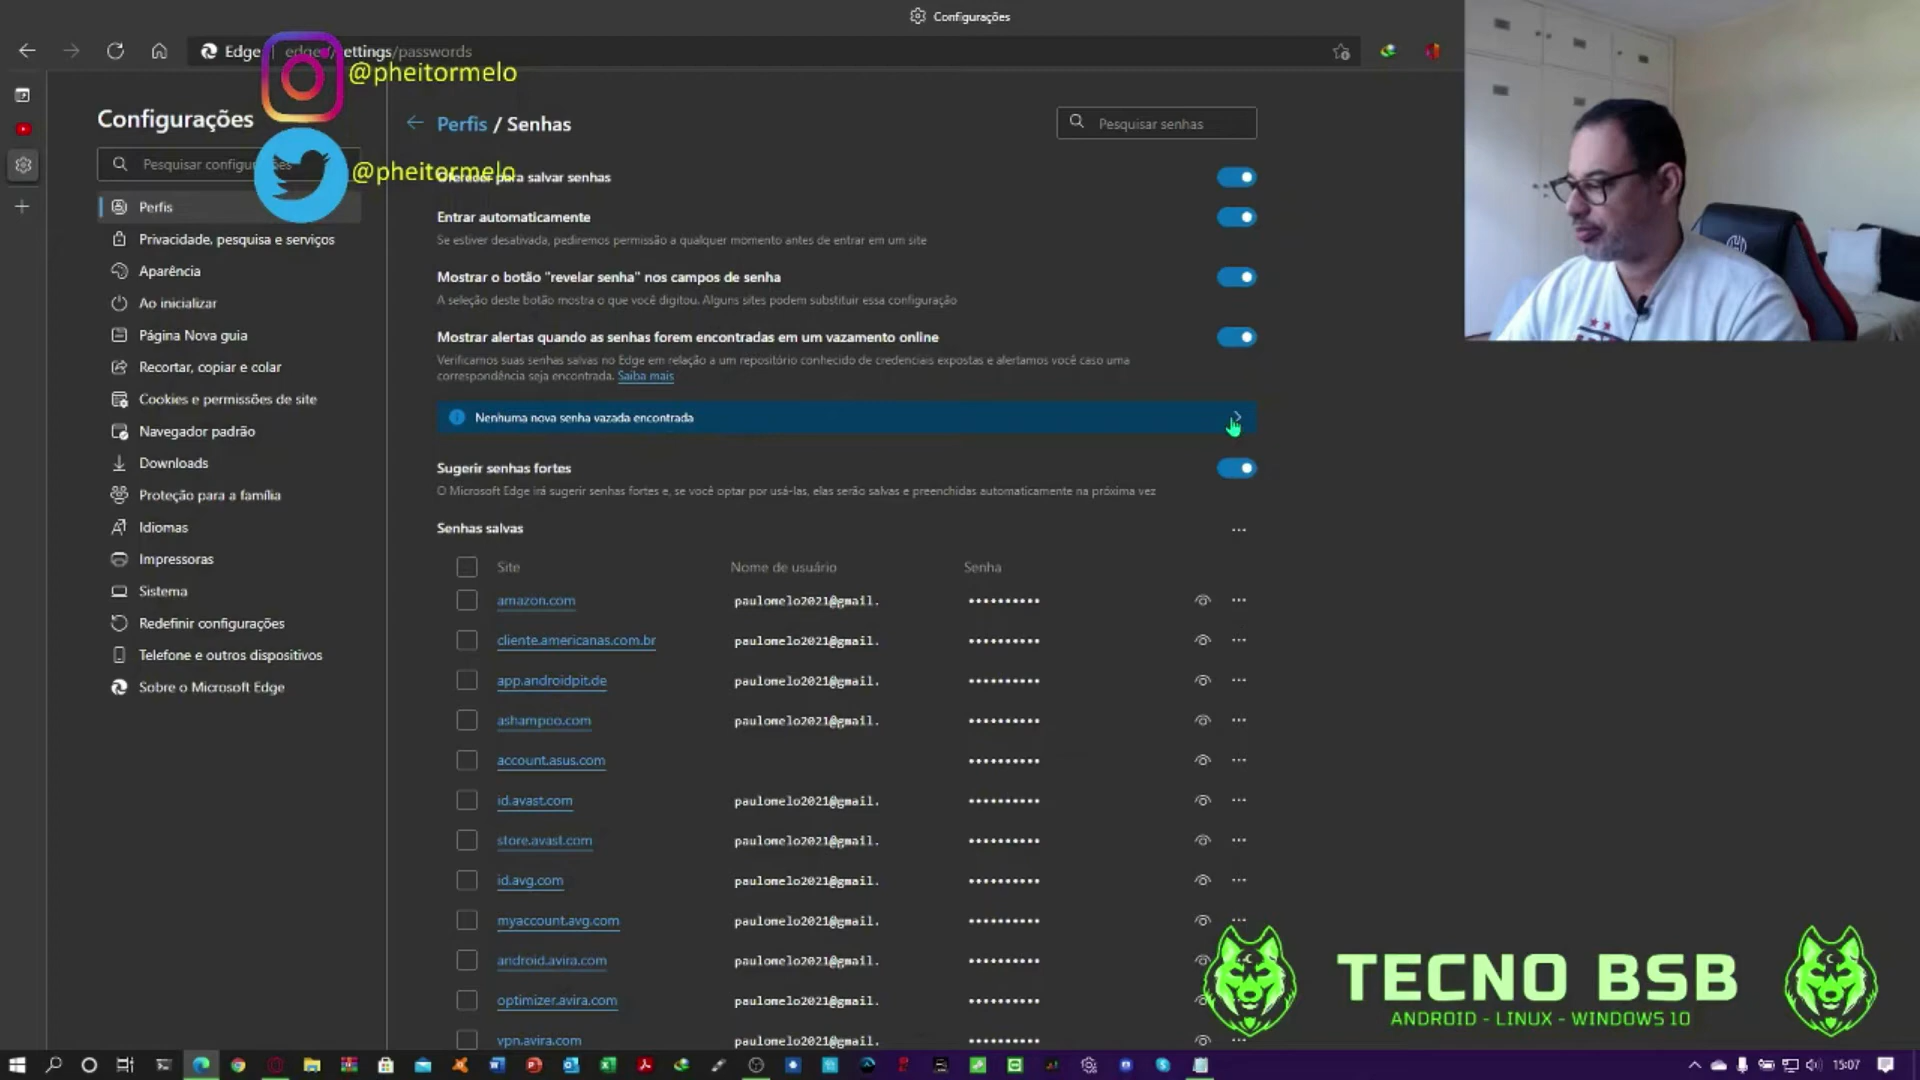 Configurações
Edge
edge://settings/passwords
@pheitormelo
@pheitormelo
Configurações
Pesquisar configurações
Perfis
Privacidade, pesquisa e serviços
Aparência
Ao inicializar
Página Nova guia
Recortar, copiar e colar
Cookies e permissões de site
Navegador padrão
Downloads
Proteção para a família
Idiomas
Impressoras
Sistema
Redefinir configurações
Telefone e outros dispositivos
Sobre o Microsoft Edge
Perfis / Senhas
Pesquisar senhas
Oferecer para salvar senhas
Entrar automaticamente
Se estiver desativada, pediremos permissão a qualquer momento antes de entrar em um site
Mostrar o botão "revelar senha" nos campos de senha
A seleção deste botão mostra o que você digitou. Alguns sites podem substituir essa configuração
Mostrar alertas quando as senhas forem encontradas em um vazamento online
Verificamos suas senhas salvas no Edge em relação a um repositório conhecido de credenciais expostas e alertamos você caso uma
correspondência seja encontrada. Saiba mais
Nenhuma nova senha vazada encontrada
Sugerir senhas fortes
O Microsoft Edge irá sugerir senhas fortes e, se você optar por usá-las, elas serão salvas e preenchidas automaticamente na próxima vez
Senhas salvas
Site Nome de usuário Senha
amazon.com paulomelo2021@gmail. ••••••••••
cliente.americanas.com.br paulomelo2021@gmail. ••••••••••
app.androidpit.de paulomelo2021@gmail. ••••••••••
ashampoo.com paulomelo2021@gmail. ••••••••••
account.asus.com ••••••••••
id.avast.com paulomelo2021@gmail. ••••••••••
store.avast.com paulomelo2021@gmail. ••••••••••
id.avg.com paulomelo2021@gmail. ••••••••••
myaccount.avg.com paulomelo2021@gmail. ••••••••••
android.avira.com paulomelo2021@gmail. ••••••••••
optimizer.avira.com paulomelo2021@gmail. ••••••••••
vpn.avira.com paulomelo2021@gmail. ••••••••••
TECNO BSB
ANDROID - LINUX - WINDOWS 10
15:07